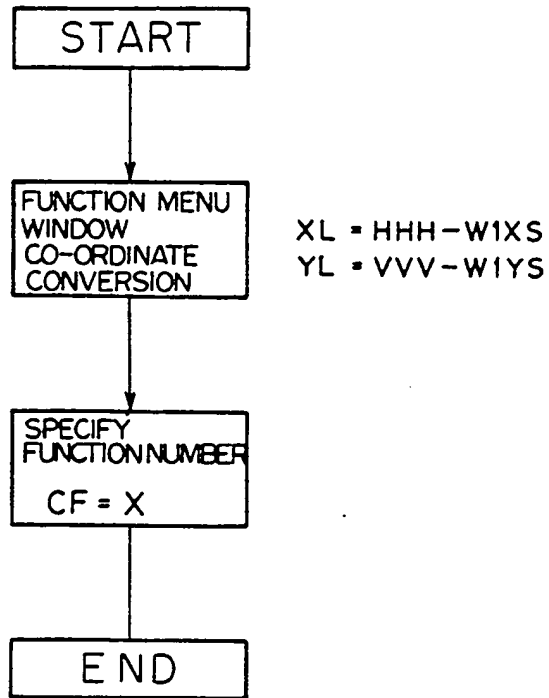 START
FUNCTION MENU
WINDOW
CO-ORDINATE
CONVERSION
XL = HHH-W1XS
YL = VVV-W1YS
SPECIFY
FUNCTION NUMBER
CF = X
END